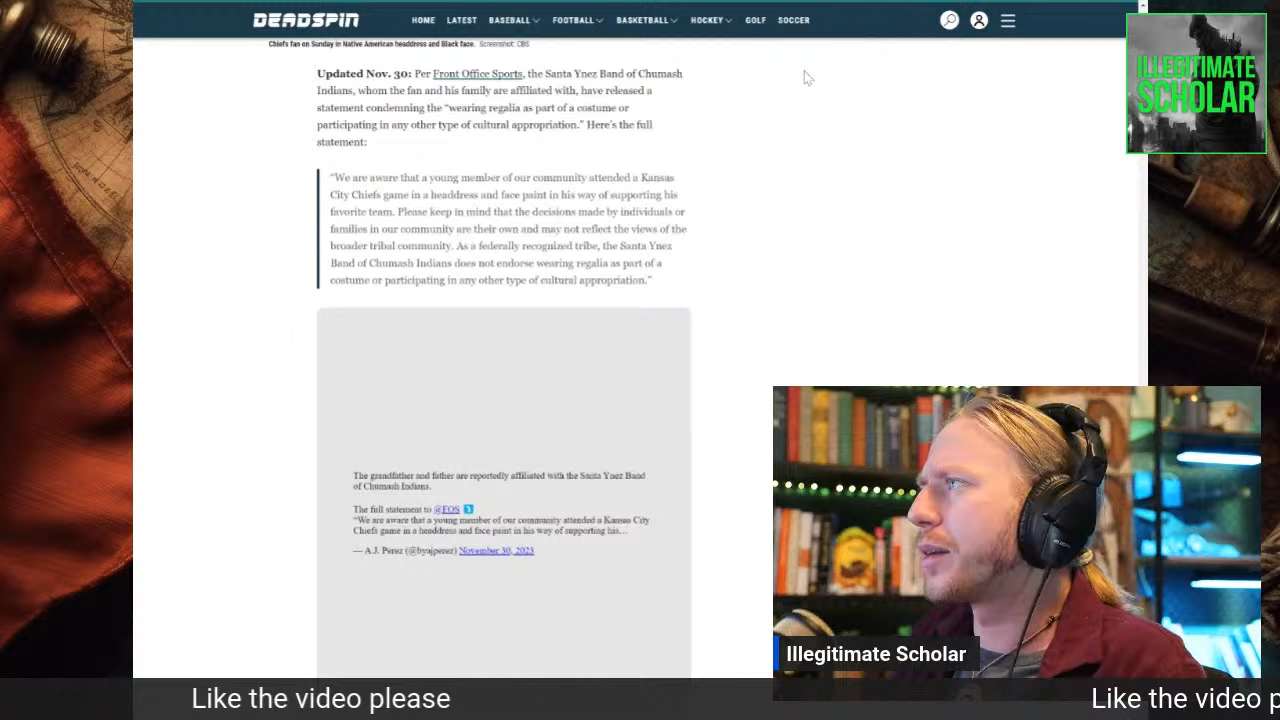 DEADSPIN
HOME LATEST BASEBALL FOOTBALL BASKETBALL HOCKEY GOLF SOCCER
Chiefs fan on Sunday in Native American headdress and Black face. Screenshot: CBS
ILLEGITIMATE
SCHOLAR
Updated Nov. 30: Per Front Office Sports, the Santa Ynez Band of Chumash
Indians, whom the fan and his family are affiliated with, have released a
statement condemning the “wearing regalia as part of a costume or
participating in any other type of cultural appropriation.” Here’s the full
statement:
“We are aware that a young member of our community attended a Kansas
City Chiefs game in a headdress and face paint in his way of supporting his
favorite team. Please keep in mind that the decisions made by individuals or
families in our community are their own and may not reflect the views of the
broader tribal community. As a federally recognized tribe, the Santa Ynez
Band of Chumash Indians does not endorse wearing regalia as part of a
costume or participating in any other type of cultural appropriation.”
The grandfather and father are reportedly affiliated with the Santa Ynez Band
of Chumash Indians.
The full statement to @FOS
“We are aware that a young member of our community attended a Kansas City
Chiefs game in a headdress and face paint in his way of supporting his…
— A.J. Perez (@byajperez) November 30, 2023
Illegitimate Scholar
Like the video please
Like the video p